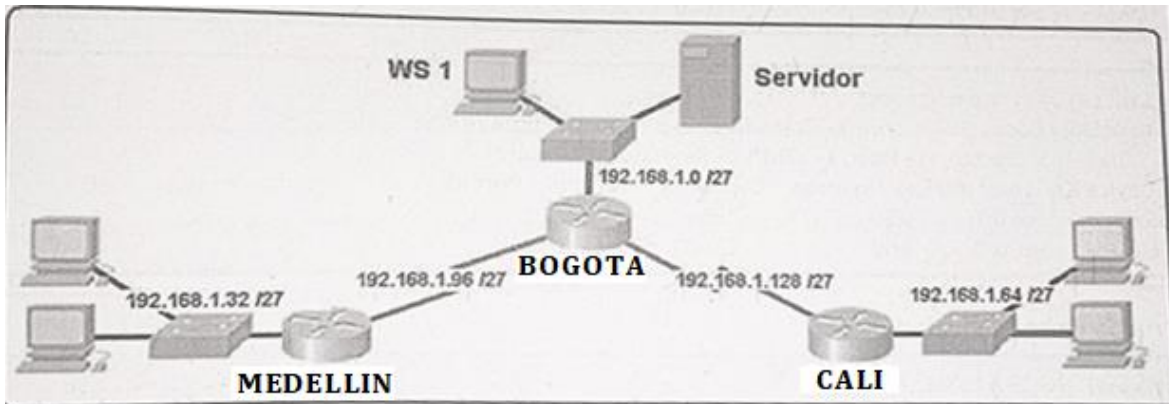 WS 1
Servidor
192.168.1.0 /27
BOGOTA
192.168.1.96 /27
192.168.1.128 /27
192.168.1.32 /27
192.168.1.64 /27
MEDELLIN
CALI